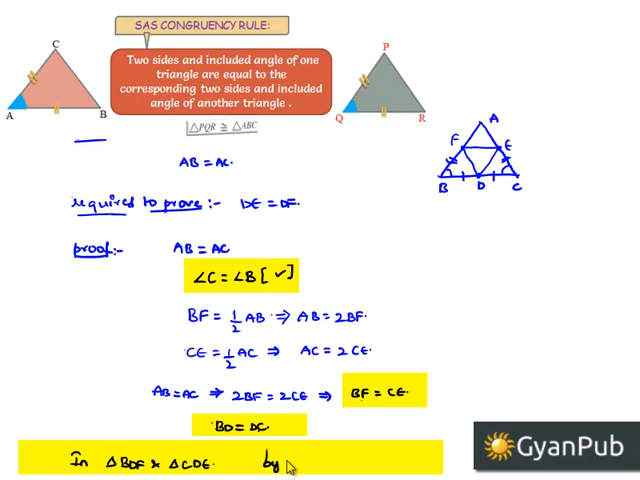 SAS CONGRUENCY RULE:
Two sides and included angle of one
triangle are equal to the
corresponding two sides and included
angle of another triangle .
C
A
B
P
Q
R
△PQR ≅ △ABC
A
F
E
B
D
C
AB = AC.
required to prove :- DE = DF.
proof:- AB = AC
∠C = ∠B [✓]
BF = 1/2 AB ⇒ AB = 2BF.
CE = 1/2 AC ⇒ AC = 2CE.
AB = AC ⇒ 2BF = 2CE ⇒ BF = CE.
BD = DC.
In △BDF & △CDE. by
GyanPub